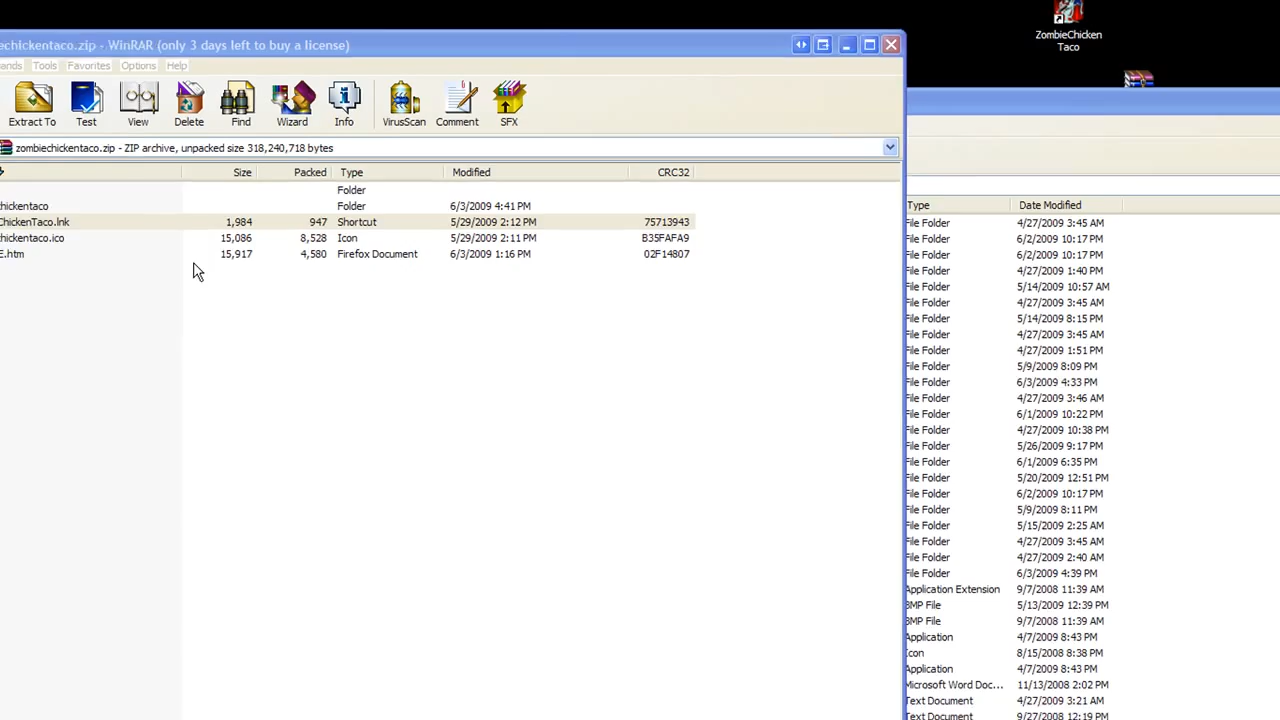 ZombieChicken
Taco
echickentaco.zip - WinRAR (only 3 days left to buy a license)
ands Tools Favorites Options Help
Extract To Test View Delete Find Wizard Info VirusScan Comment SFX
zombiechickentaco.zip - ZIP archive, unpacked size 318,240,718 bytes
Size Packed Type Modified CRC32
Folder
chickentaco Folder 6/3/2009 4:41 PM
ChickenTaco.lnk 1,984 947 Shortcut 5/29/2009 2:12 PM 75713943
chickentaco.ico 15,086 8,528 Icon 5/29/2009 2:11 PM B35FAFA9
E.htm 15,917 4,580 Firefox Document 6/3/2009 1:16 PM 02F14807
Type Date Modified
File Folder 4/27/2009 3:45 AM
File Folder 6/2/2009 10:17 PM
File Folder 6/2/2009 10:17 PM
File Folder 4/27/2009 1:40 PM
File Folder 5/14/2009 10:57 AM
File Folder 4/27/2009 3:45 AM
File Folder 5/14/2009 8:15 PM
File Folder 4/27/2009 3:45 AM
File Folder 4/27/2009 1:51 PM
File Folder 5/9/2009 8:09 PM
File Folder 6/3/2009 4:33 PM
File Folder 4/27/2009 3:46 AM
File Folder 6/1/2009 10:22 PM
File Folder 4/27/2009 10:38 PM
File Folder 5/26/2009 9:17 PM
File Folder 6/1/2009 6:35 PM
File Folder 5/20/2009 12:51 PM
File Folder 6/2/2009 10:17 PM
File Folder 5/9/2009 8:11 PM
File Folder 5/15/2009 2:25 AM
File Folder 4/27/2009 3:45 AM
File Folder 4/27/2009 2:40 AM
File Folder 6/3/2009 4:39 PM
Application Extension 9/7/2008 11:39 AM
BMP File 5/13/2009 12:39 PM
BMP File 9/7/2008 11:39 AM
Application 4/7/2009 8:43 PM
Icon 8/15/2008 8:38 PM
Application 4/7/2009 8:43 PM
Microsoft Word Doc... 11/13/2008 2:02 PM
Text Document 4/27/2009 3:21 AM
Text Document 9/27/2008 12:19 PM